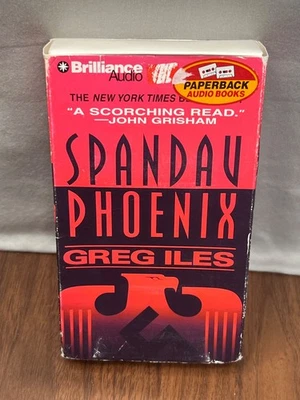 Brilliance
Audio
PAPERBACK
AUDIO BOOKS
THE NEW YORK TIMES
"A SCORCHING READ."
—JOHN GRISHAM
SPANDAU
PHOENIX
GREG ILES